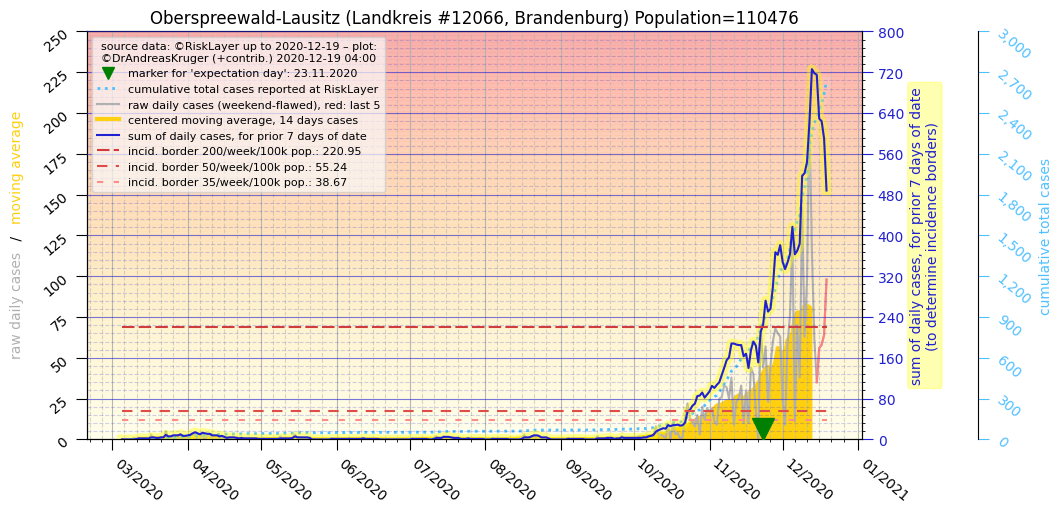 Oberspreewald-Lausitz (Landkreis #12066, Brandenburg) Population=110476
source data: ©RiskLayer up to 2020-12-19 – plot:
©DrAndreasKruger (+contrib.) 2020-12-19 04:00
marker for 'expectation day': 23.11.2020
cumulative total cases reported at RiskLayer
raw daily cases (weekend-flawed), red: last 5
centered moving average, 14 days cases
sum of daily cases, for prior 7 days of date
incid. border 200/week/100k pop.: 220.95
incid. border 50/week/100k pop.: 55.24
incid. border 35/week/100k pop.: 38.67
raw daily cases / moving average
250
225
200
175
150
125
100
75
50
25
0
03/2020
04/2020
05/2020
06/2020
07/2020
08/2020
09/2020
10/2020
11/2020
12/2020
01/2021
800
720
640
560
480
400
320
240
160
80
0
sum of daily cases, for prior 7 days of date
(to determine incidence borders)
3,000
2,700
2,400
2,100
1,800
1,500
1,200
900
600
300
0
cumulative total cases